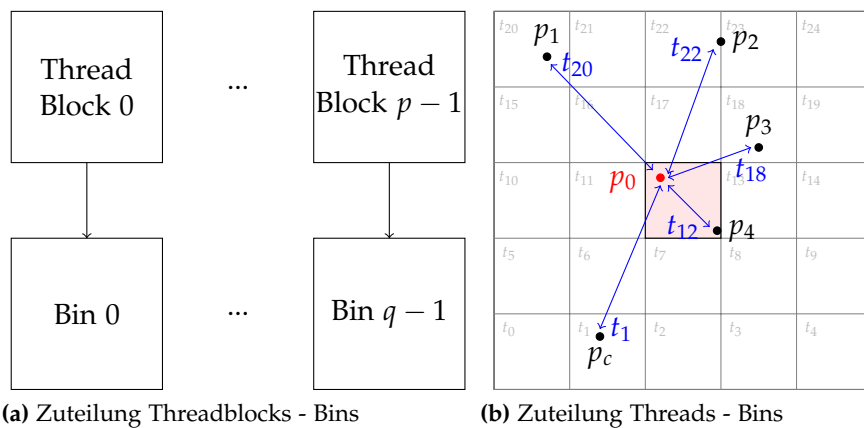 Thread
Block 0
...
Thread
Block p − 1
Bin 0
...
Bin q − 1
(a) Zuteilung Threadblocks - Bins
t20 t21 t22 t23 t24
p1
p2
t20
t22
t15 t16 t17 t18 t19
p3
t18
t10 t11 t13 t14
p0
t12
p4
t5 t6 t7 t8 t9
t0 t1 t2 t3 t4
t1
pc
(b) Zuteilung Threads - Bins